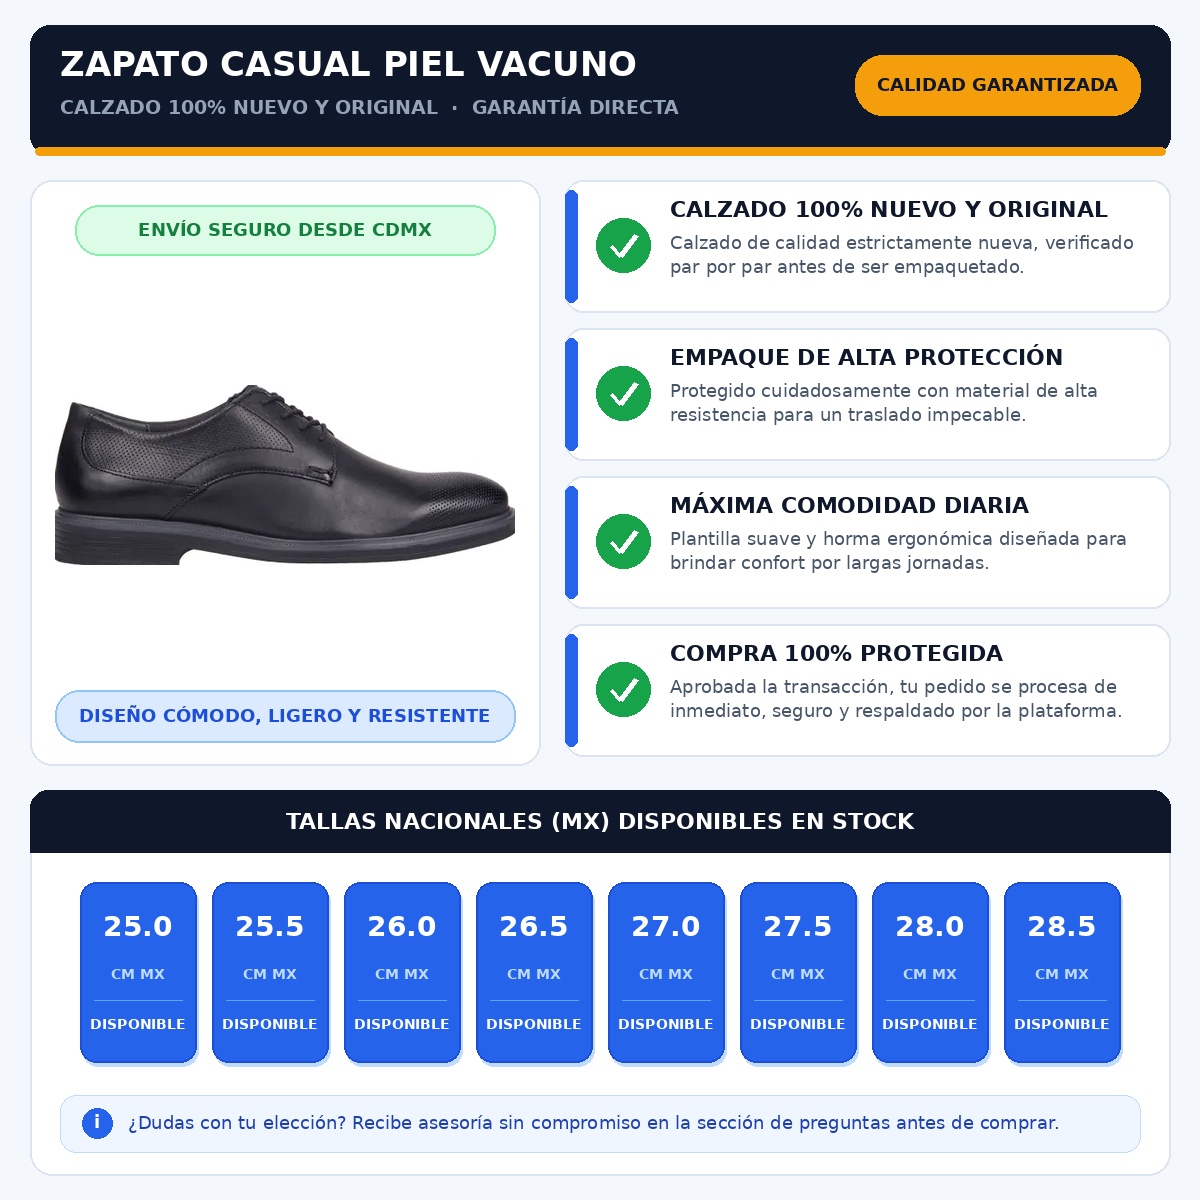 ZAPATO CASUAL PIEL VACUNO
CALZADO 100% NUEVO Y ORIGINAL · GARANTÍA DIRECTA
CALIDAD GARANTIZADA
ENVÍO SEGURO DESDE CDMX
DISEÑO CÓMODO, LIGERO Y RESISTENTE
CALZADO 100% NUEVO Y ORIGINAL
Calzado de calidad estrictamente nueva, verificado
par por par antes de ser empaquetado.
EMPAQUE DE ALTA PROTECCIÓN
Protegido cuidadosamente con material de alta
resistencia para un traslado impecable.
MÁXIMA COMODIDAD DIARIA
Plantilla suave y horma ergonómica diseñada para
brindar confort por largas jornadas.
COMPRA 100% PROTEGIDA
Aprobada la transacción, tu pedido se procesa de
inmediato, seguro y respaldado por la plataforma.
TALLAS NACIONALES (MX) DISPONIBLES EN STOCK
25.0 25.5 26.0 26.5 27.0 27.5 28.0 28.5
CM MX CM MX CM MX CM MX CM MX CM MX CM MX CM MX
DISPONIBLE DISPONIBLE DISPONIBLE DISPONIBLE DISPONIBLE DISPONIBLE DISPONIBLE DISPONIBLE
i ¿Dudas con tu elección? Recibe asesoría sin compromiso en la sección de preguntas antes de comprar.